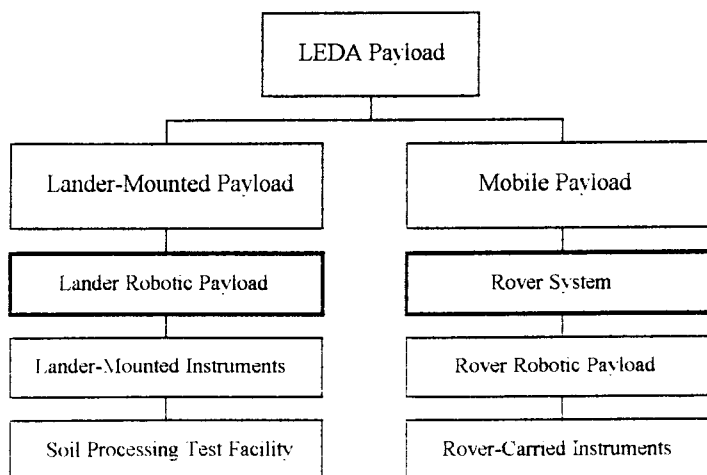 LEDA Payload
Lander-Mounted Payload
Mobile Payload
Lander Robotic Payload
Rover System
Lander-Mounted Instruments
Rover Robotic Payload
Soil Processing Test Facility
Rover-Carried Instruments